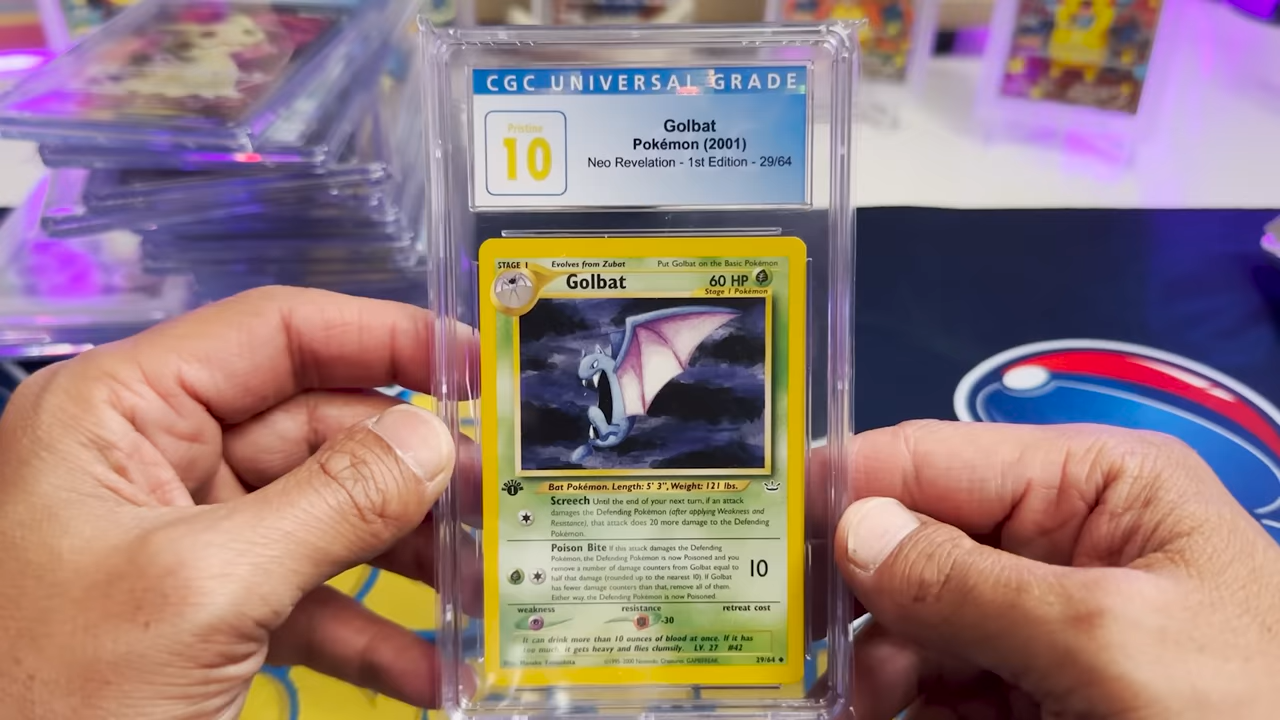 CGC UNIVERSAL GRADE
Pristine
10
Golbat
Pokémon (2001)
Neo Revelation - 1st Edition - 29/64
STAGE 1
Evolves from Zubat
Put Golbat on the Basic Pokémon
Golbat
60 HP
Stage 1 Pokémon
EDITION
1
Bat Pokémon. Length: 5' 3", Weight: 121 lbs.
Screech Until the end of your next turn, if an attack
damages the Defending Pokémon (after applying Weakness and
Resistance), that attack does 20 more damage to the Defending
Pokémon.
Poison Bite If this attack damages the Defending
Pokémon, the Defending Pokémon is now Poisoned and you
remove a number of damage counters from Golbat equal to
half that damage (rounded up to the nearest 10). If Golbat
has fewer damage counters than that, remove all of them.
Either way, the Defending Pokémon is now Poisoned.
10
weakness
resistance
retreat cost
-30
It can drink more than 10 ounces of blood at once. If it has
too much, it gets heavy and flies clumsily. LV. 27 #42
29/64